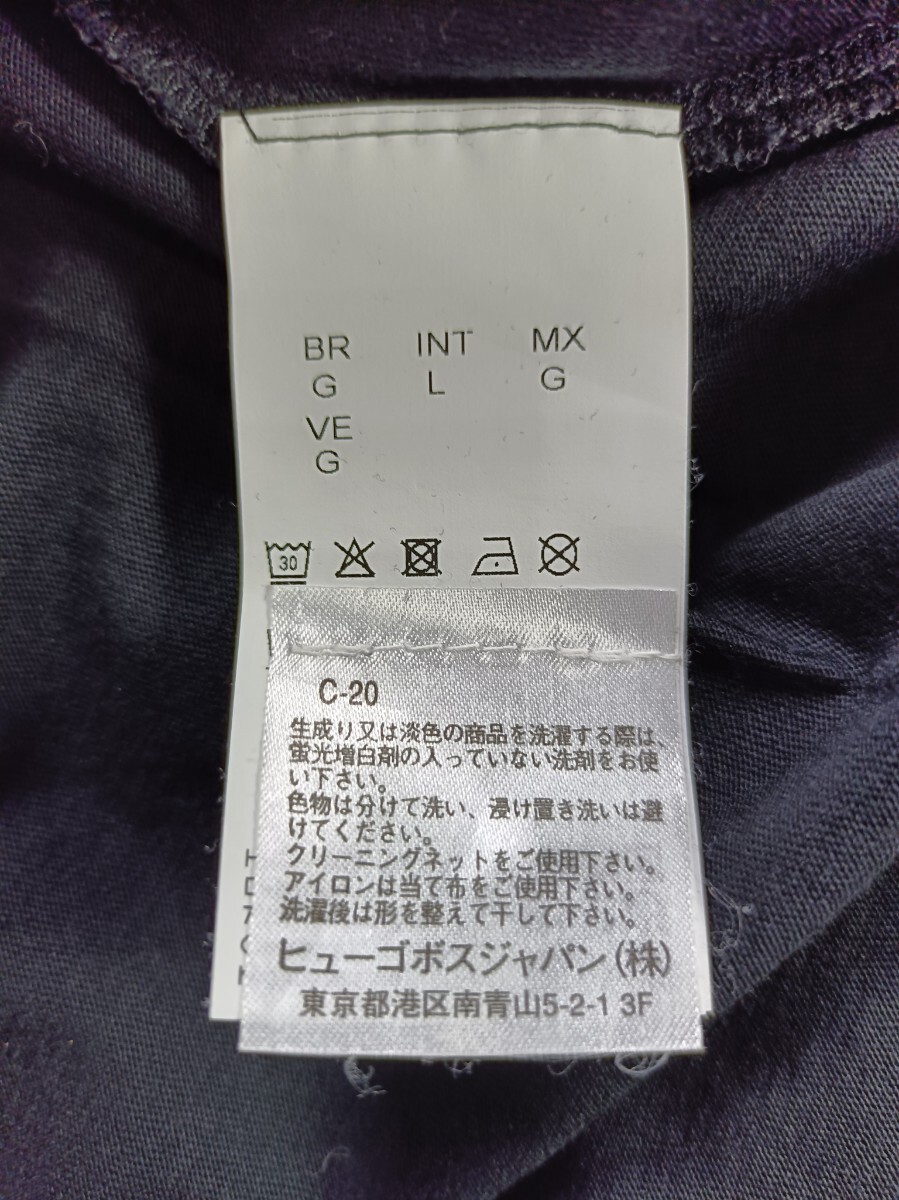 BR INT MX
G L G
VE
G
30
C-20
生成り又は淡色の商品を洗濯する際は、
蛍光増白剤の入っていない洗剤をお使
い下さい。
色物は分けて洗い、浸け置き洗いは避
けてください。
クリーニングネットをご使用下さい。
アイロンは当て布をご使用下さい。
洗濯後は形を整えて干して下さい。
ヒューゴボスジャパン(株)
東京都港区南青山5-2-1 3F